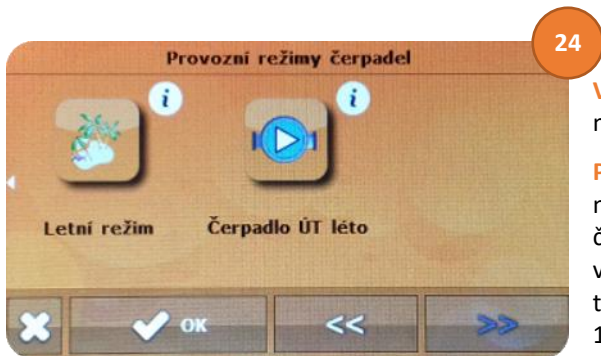 24
Provozní režimy čerpadel
i
i
Letní režim
Čerpadlo ÚT léto
OK
<<
>>